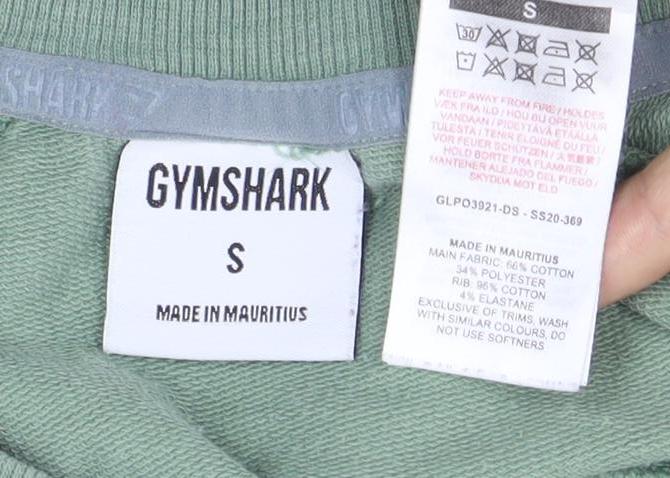 SHARK
GYM
GYMSHARK
S
MADE IN MAURITIUS
S
30
KEEP AWAY FROM FIRE / HOLDES
VÆK FRA ILD / HOU BIJ OPEN VUUR
VANDAAN / PIDETTÄVÄ ETÄÄLLÄ
TULESTA / TENIR ÉLOIGNÉ DU FEU /
VOR FEUER SCHÜTZEN / 火気厳禁 /
HOLD BORTE FRA FLAMMER /
MANTENER ALEJADO DEL FUEGO /
SKYDDA MOT ELD
GLPO3921-DS - SS20-369
MADE IN MAURITIUS
MAIN FABRIC: 66% COTTON
34% POLYESTER
RIB: 96% COTTON
4% ELASTANE
EXCLUSIVE OF TRIMS, WASH
WITH SIMILAR COLOURS, DO
NOT USE SOFTNERS